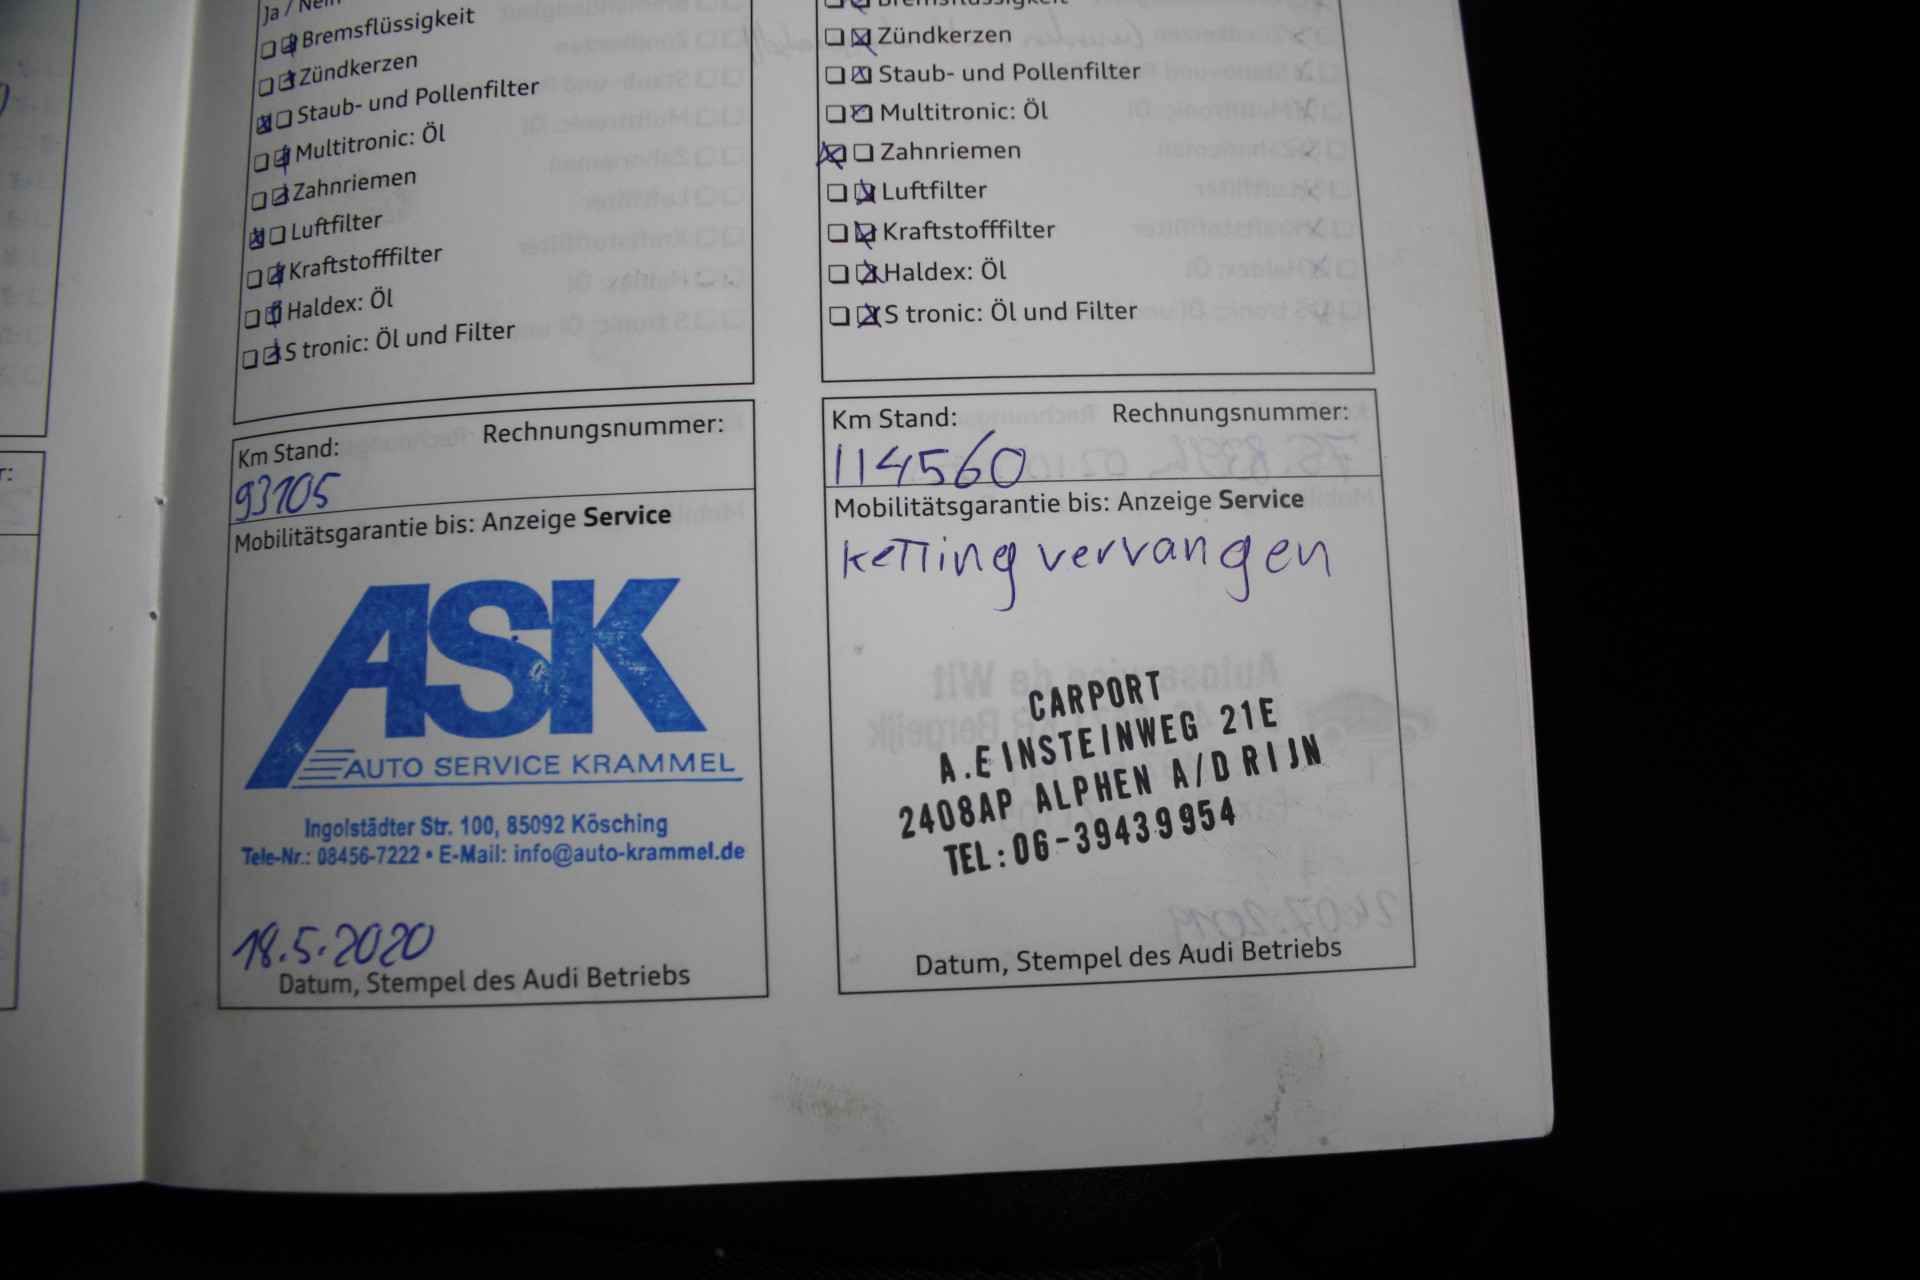 Ja / Nein
Bremsflüssigkeit
Zündkerzen
Staub- und Pollenfilter
Multitronic: Öl
Zahnriemen
Luftfilter
Kraftstofffilter
Haldex: Öl
S tronic: Öl und Filter
Km Stand:
Rechnungsnummer:
93105
Mobilitätsgarantie bis: Anzeige Service
ASK
AUTO SERVICE KRAMMEL
Ingolstädter Str. 100, 85092 Kösching
Tele-Nr.: 08456-7222 • E-Mail: info@auto-krammel.de
18.5.2020
Datum, Stempel des Audi Betriebs
Bremsflüssigkeit
Zündkerzen
Staub- und Pollenfilter
Multitronic: Öl
Zahnriemen
Luftfilter
Kraftstofffilter
Haldex: Öl
S tronic: Öl und Filter
Km Stand:
Rechnungsnummer:
114560
Mobilitätsgarantie bis: Anzeige Service
ketting vervangen
CARPORT
A.EINSTEINWEG 21E
2408AP ALPHEN A/D RIJN
TEL:06-39439954
Datum, Stempel des Audi Betriebs